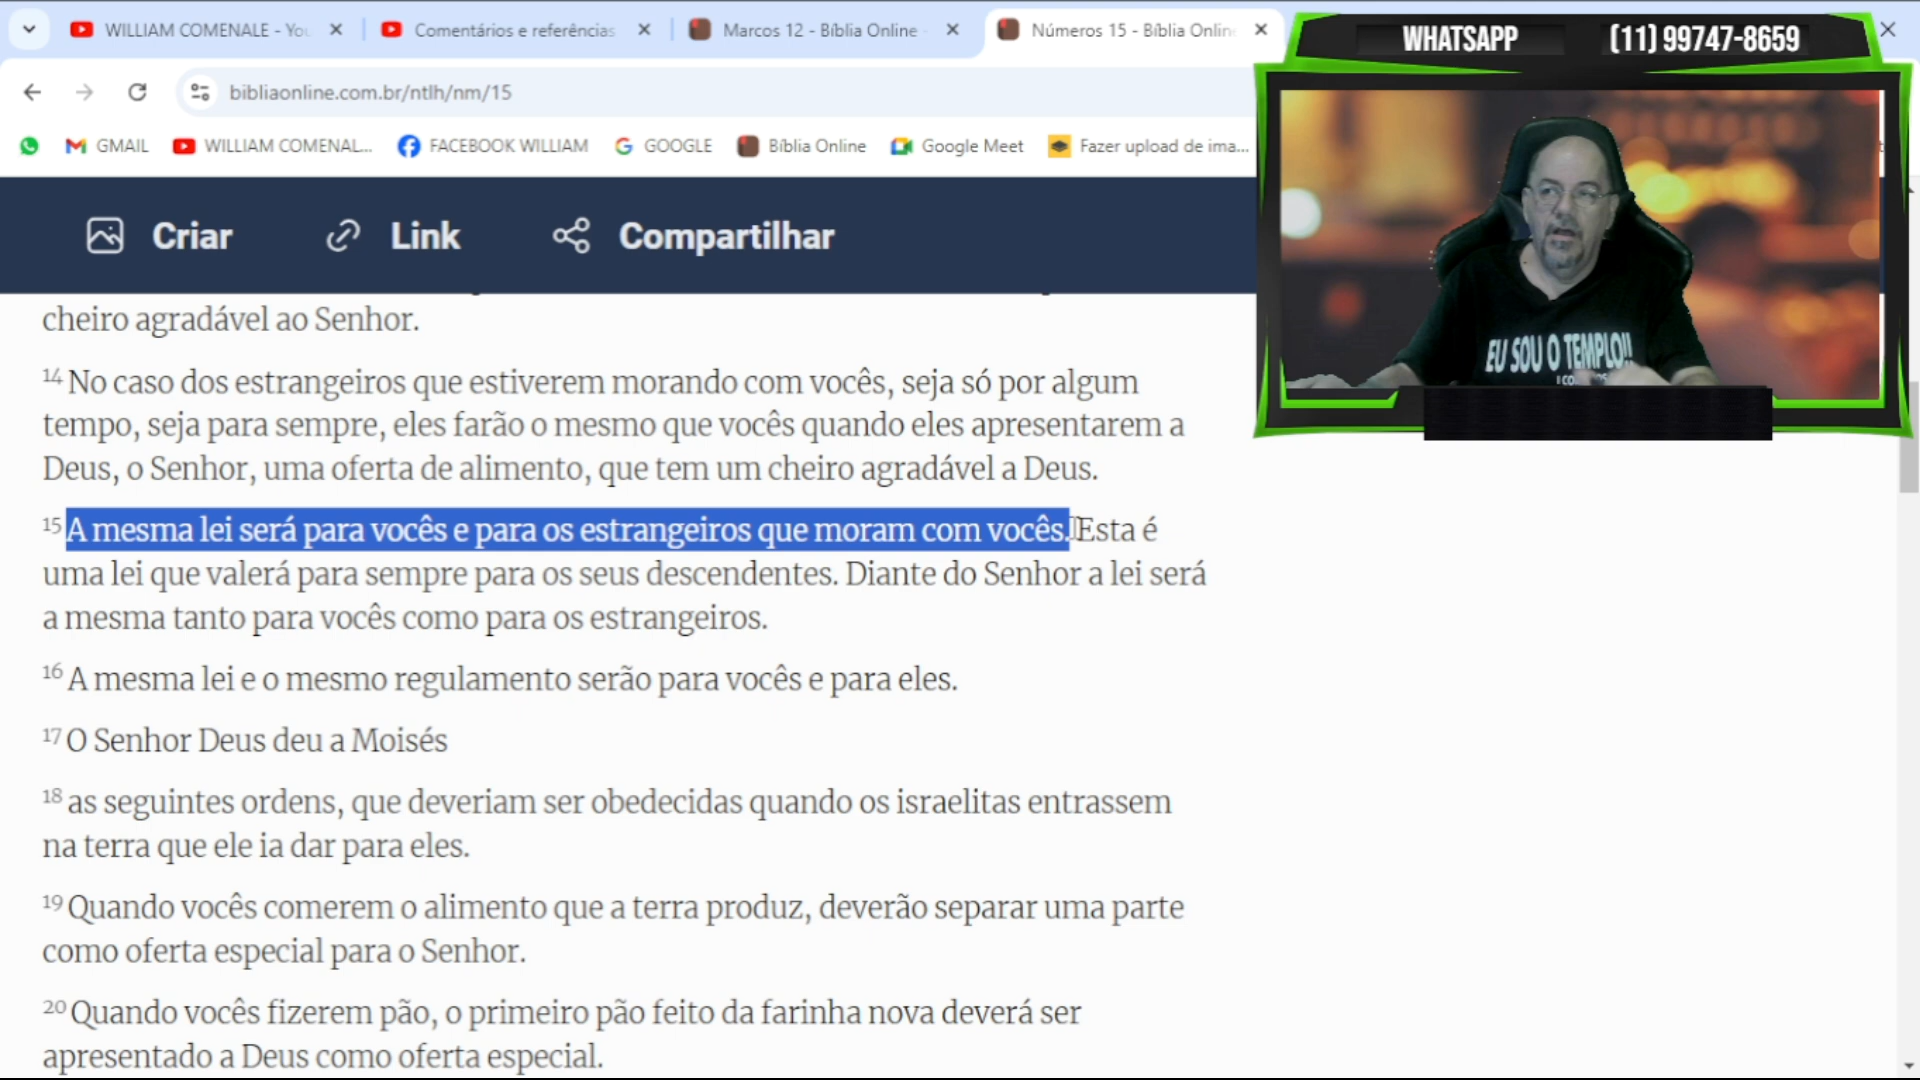 WILLIAM COMENALE - You
Comentários e referências
Marcos 12 - Bíblia Online -
Números 15 - Bíblia Online
WHATSAPP (11) 99747-8659
bibliaonline.com.br/ntlh/nm/15
GMAIL
WILLIAM COMENAL...
FACEBOOK WILLIAM
GOOGLE
Bíblia Online
Google Meet
Fazer upload de ima...
Criar
Link
Compartilhar
EU SOU O TEMPLO!!
cheiro agradável ao Senhor.
14 No caso dos estrangeiros que estiverem morando com vocês, seja só por algum
tempo, seja para sempre, eles farão o mesmo que vocês quando eles apresentarem a
Deus, o Senhor, uma oferta de alimento, que tem um cheiro agradável a Deus.
15 A mesma lei será para vocês e para os estrangeiros que moram com vocês. Esta é
uma lei que valerá para sempre para os seus descendentes. Diante do Senhor a lei será
a mesma tanto para vocês como para os estrangeiros.
16 A mesma lei e o mesmo regulamento serão para vocês e para eles.
17 O Senhor Deus deu a Moisés
18 as seguintes ordens, que deveriam ser obedecidas quando os israelitas entrassem
na terra que ele ia dar para eles.
19 Quando vocês comerem o alimento que a terra produz, deverão separar uma parte
como oferta especial para o Senhor.
20 Quando vocês fizerem pão, o primeiro pão feito da farinha nova deverá ser
apresentado a Deus como oferta especial.